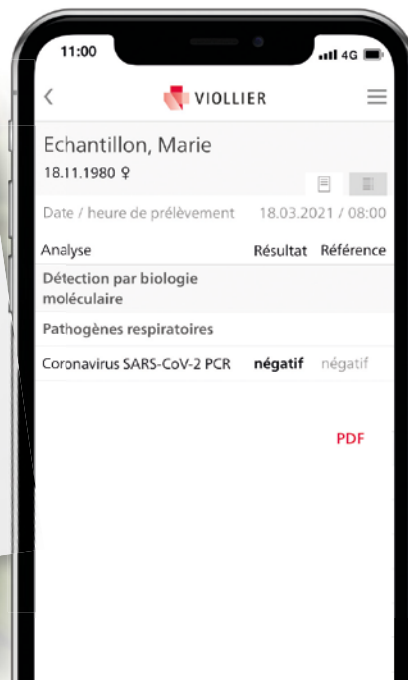 11:00
4G
VIOLLIER
Echantillon, Marie
18.11.1980 ♀
Date / heure de prélèvement 18.03.2021 / 08:00
Analyse Résultat Référence
Détection par biologie
moléculaire
Pathogènes respiratoires
Coronavirus SARS-CoV-2 PCR négatif négatif
PDF